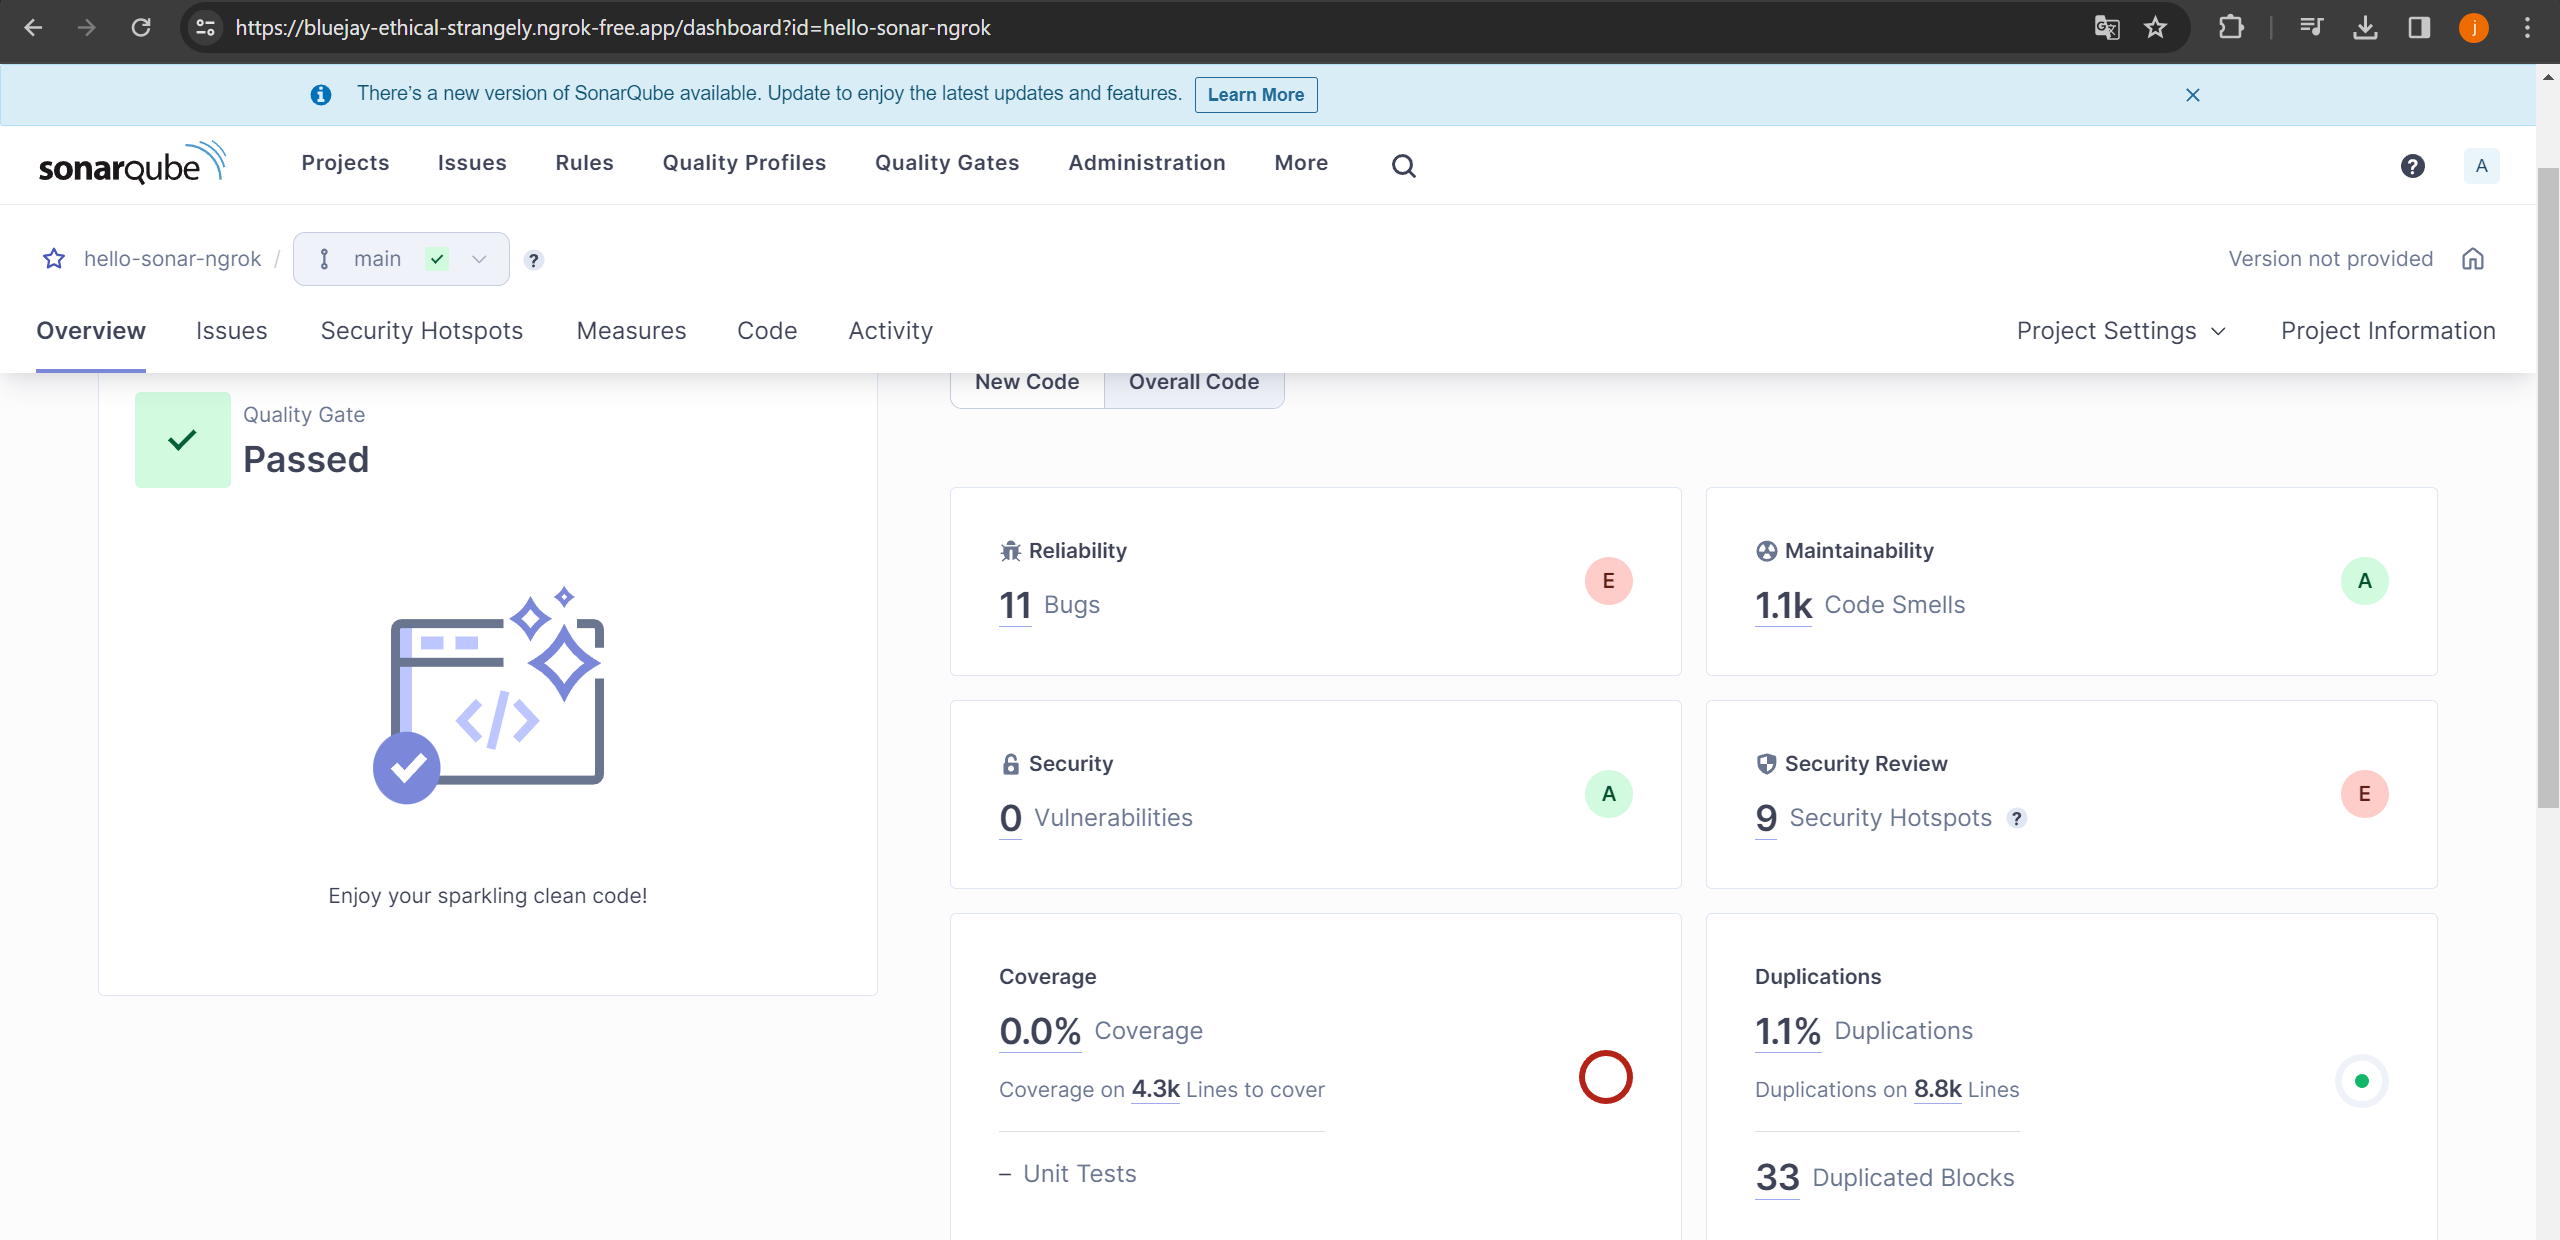 https://bluejay-ethical-strangely.ngrok-free.app/dashboard?id=hello-sonar-ngrok
j
There's a new version of SonarQube available. Update to enjoy the latest updates and features. Learn More
sonarqube Projects Issues Rules Quality Profiles Quality Gates Administration More ? A
hello-sonar-ngrok / main ? Version not provided
Overview Issues Security Hotspots Measures Code Activity Project Settings Project Information
New Code Overall Code
Quality Gate
Passed
Enjoy your sparkling clean code!
Reliability
11 Bugs
E
Maintainability
1.1k Code Smells
A
Security
0 Vulnerabilities
A
Security Review
9 Security Hotspots ?
E
Coverage
0.0% Coverage
Coverage on 4.3k Lines to cover
– Unit Tests
Duplications
1.1% Duplications
Duplications on 8.8k Lines
33 Duplicated Blocks